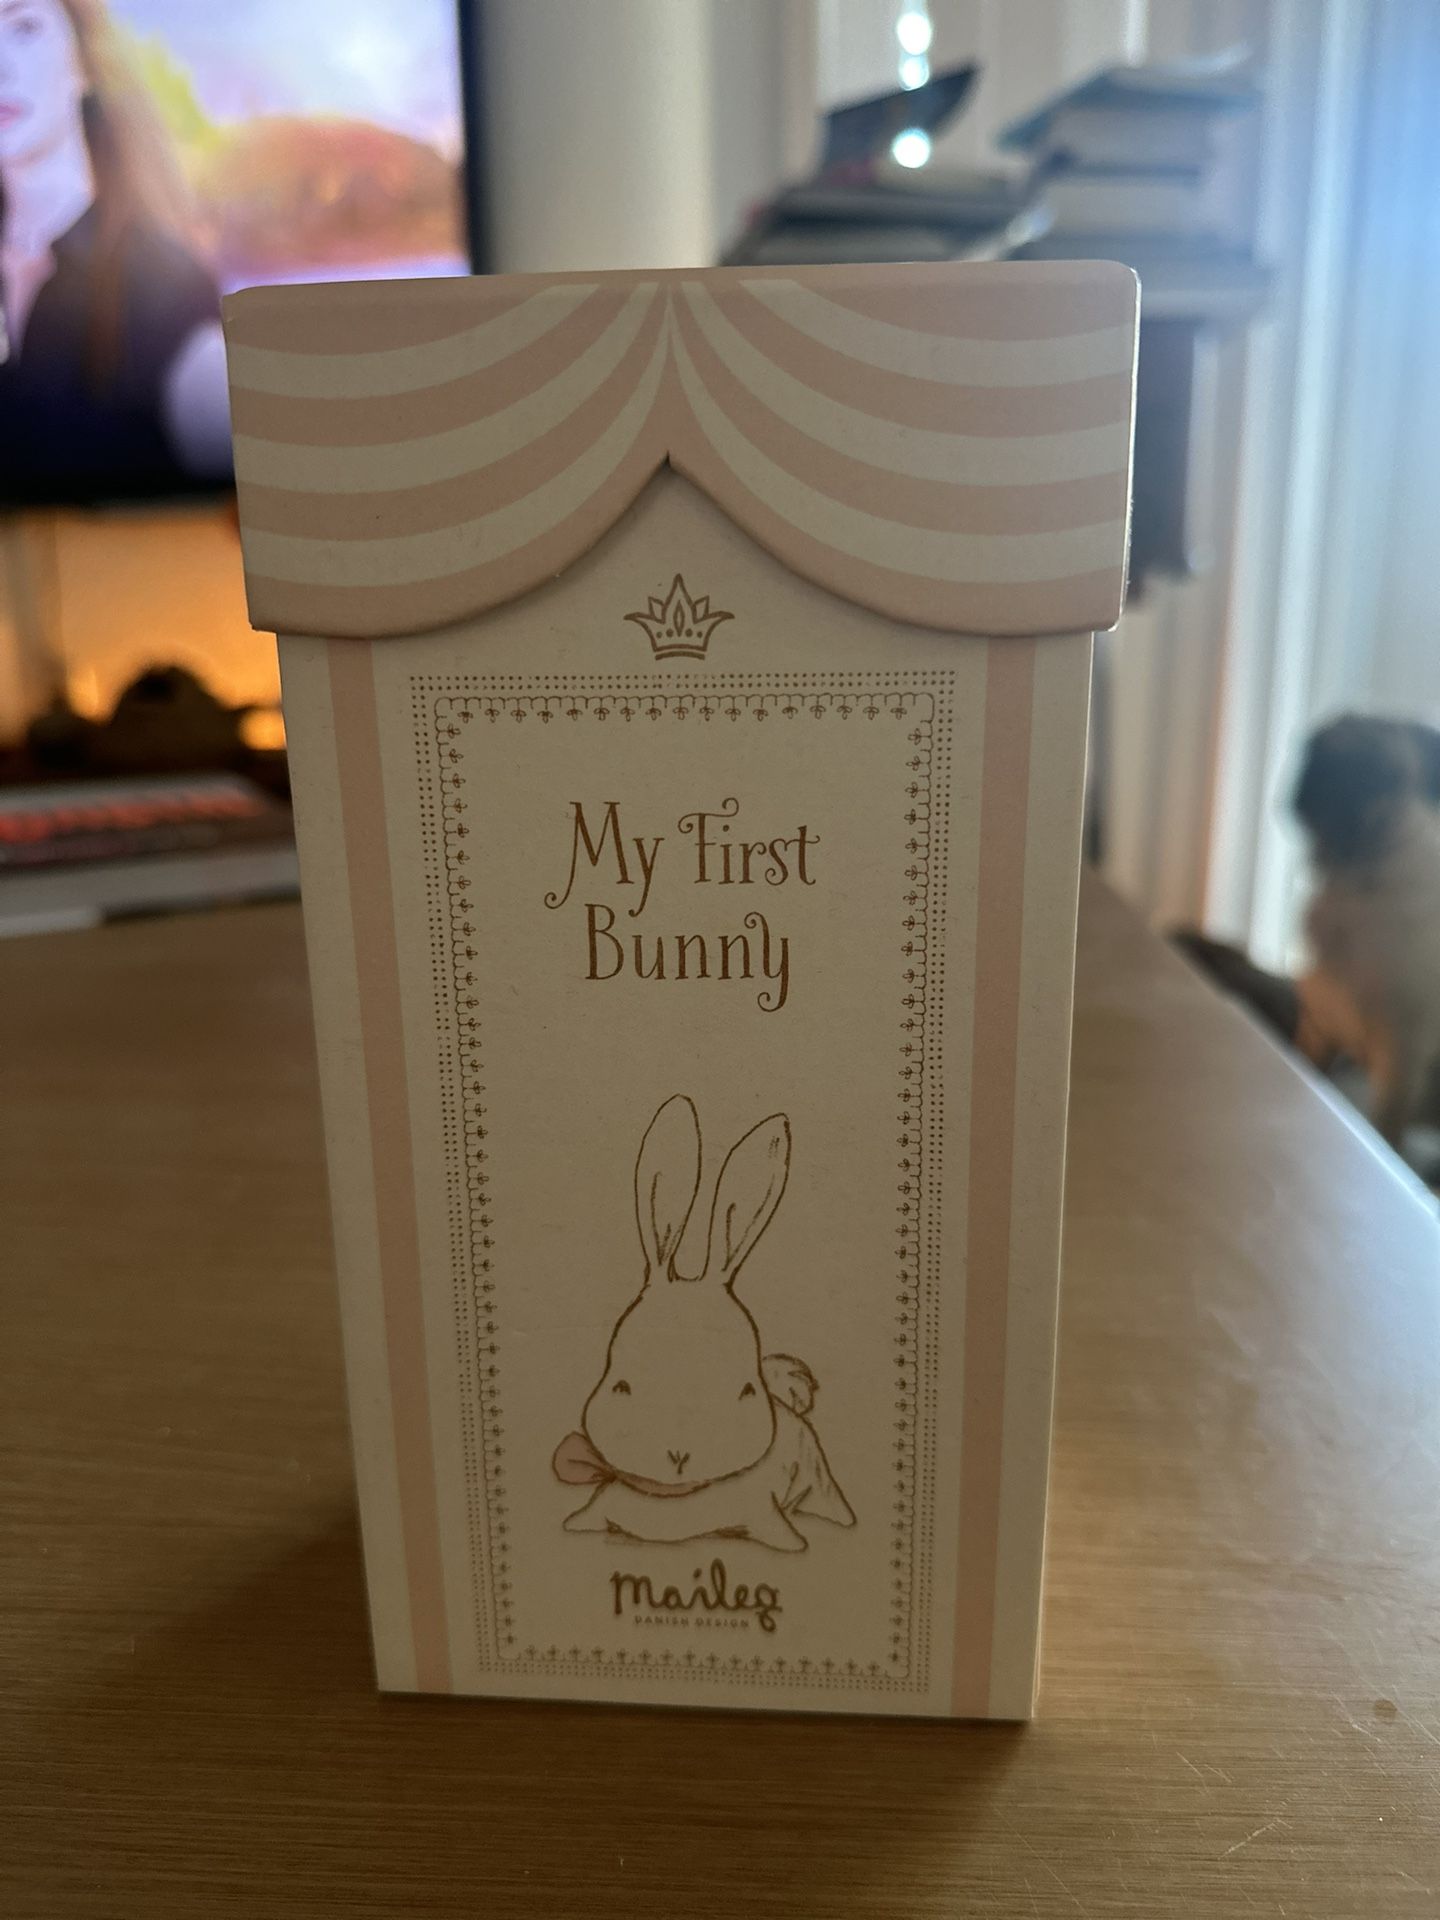 My First
Bunny
maileg
DANISH DESIGN